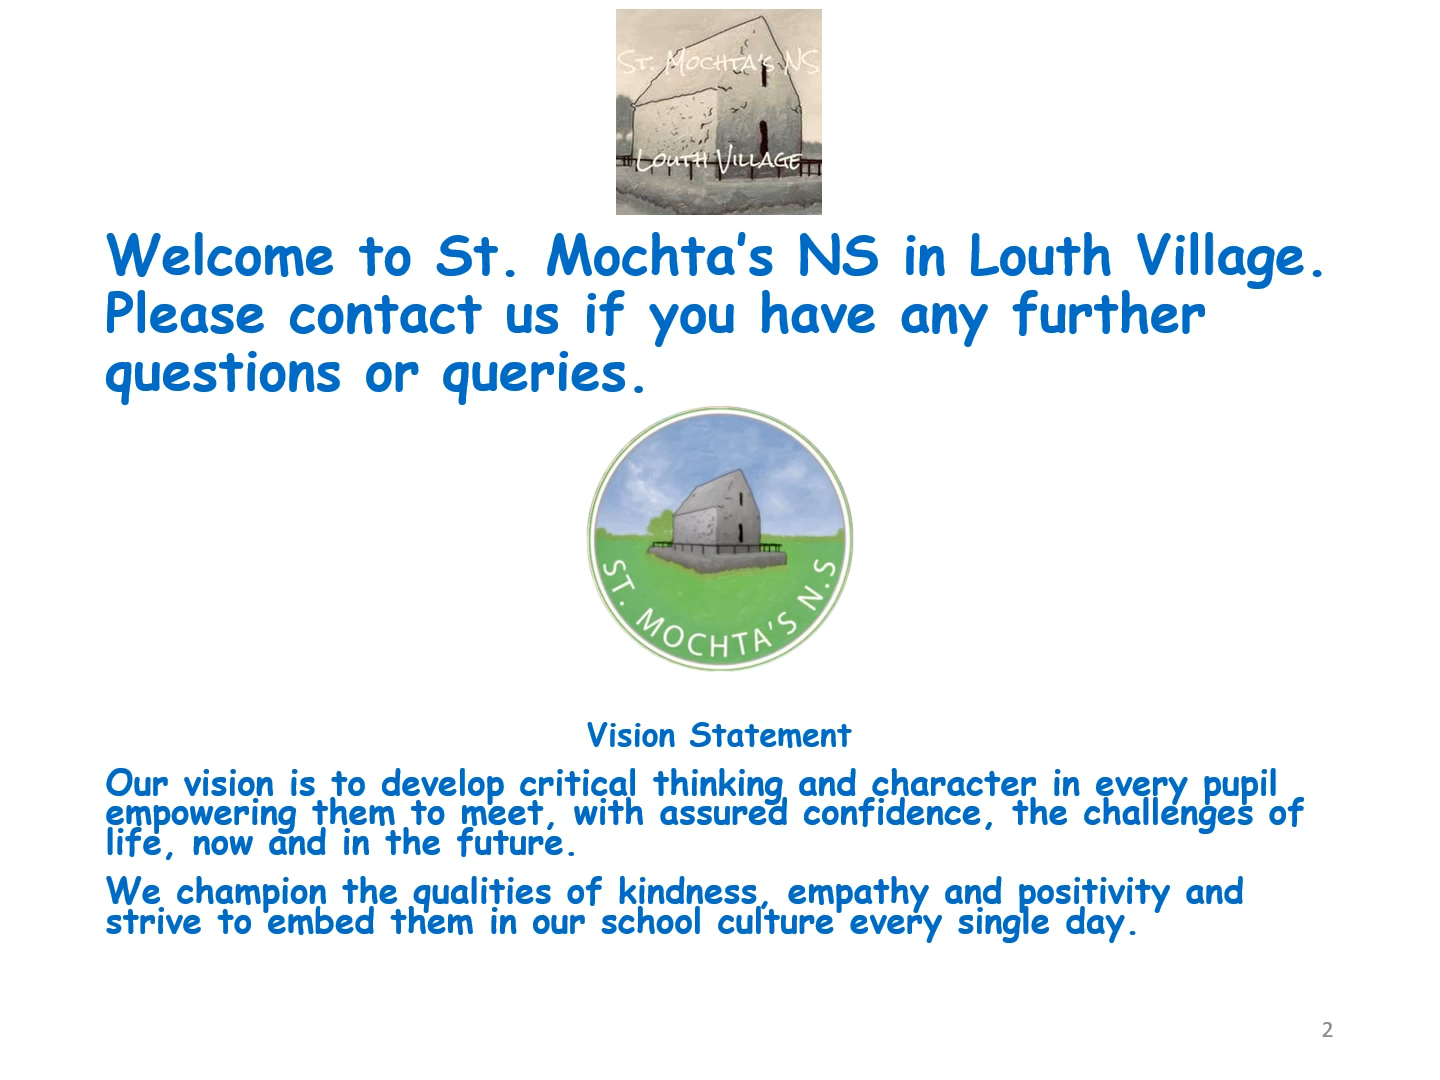 St. Mochta's NS
Louth Village
Welcome to St. Mochta’s NS in Louth Village.
Please contact us if you have any further
questions or queries.
ST. MOCHTA'S N.S
Vision Statement
Our vision is to develop critical thinking and character in every pupil
empowering them to meet, with assured confidence, the challenges of
life, now and in the future.
We champion the qualities of kindness, empathy and positivity and
strive to embed them in our school culture every single day.
2